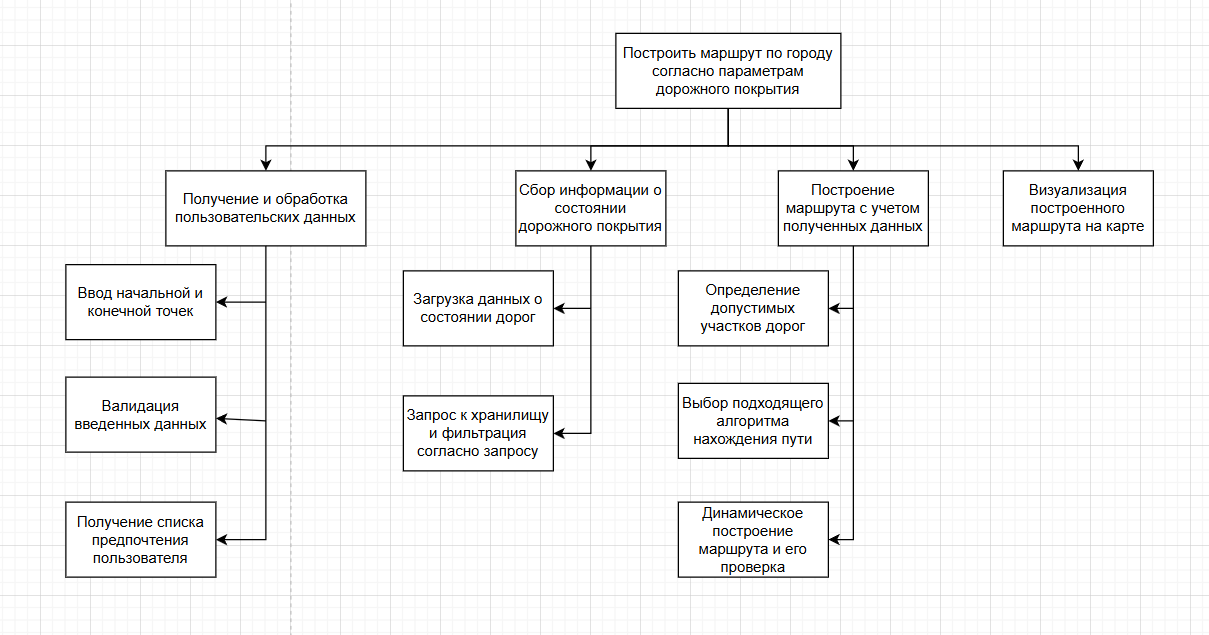 Построить маршрут по городу
согласно параметрам
дорожного покрытия
Получение и обработка
пользовательских данных
Сбор информации о
состоянии
дорожного покрытия
Построение
маршрута с учетом
полученных данных
Визуализация
построенного
маршрута на карте
Ввод начальной и
конечной точек
Валидация
введенных данных
Получение списка
предпочтения
пользователя
Загрузка данных о
состоянии дорог
Запрос к хранилищу
и фильтрация
согласно запросу
Определение
допустимых
участков дорог
Выбор подходящего
алгоритма
нахождения пути
Динамическое
построение
маршрута и его
проверка